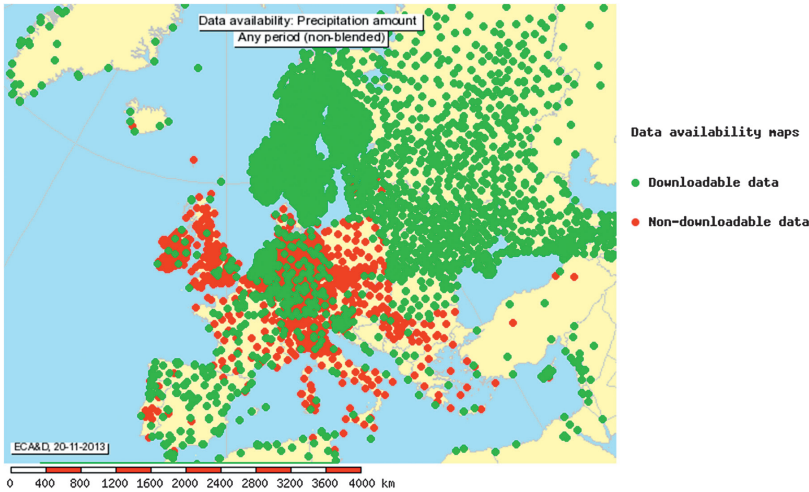 Data availability: Precipitation amount
Any period (non-blended)
Data availability maps
Downloadable data
Non-downloadable data
ECA&D, 20-11-2013
0 400 800 1200 1600 2000 2400 2800 3200 3600 4000 km